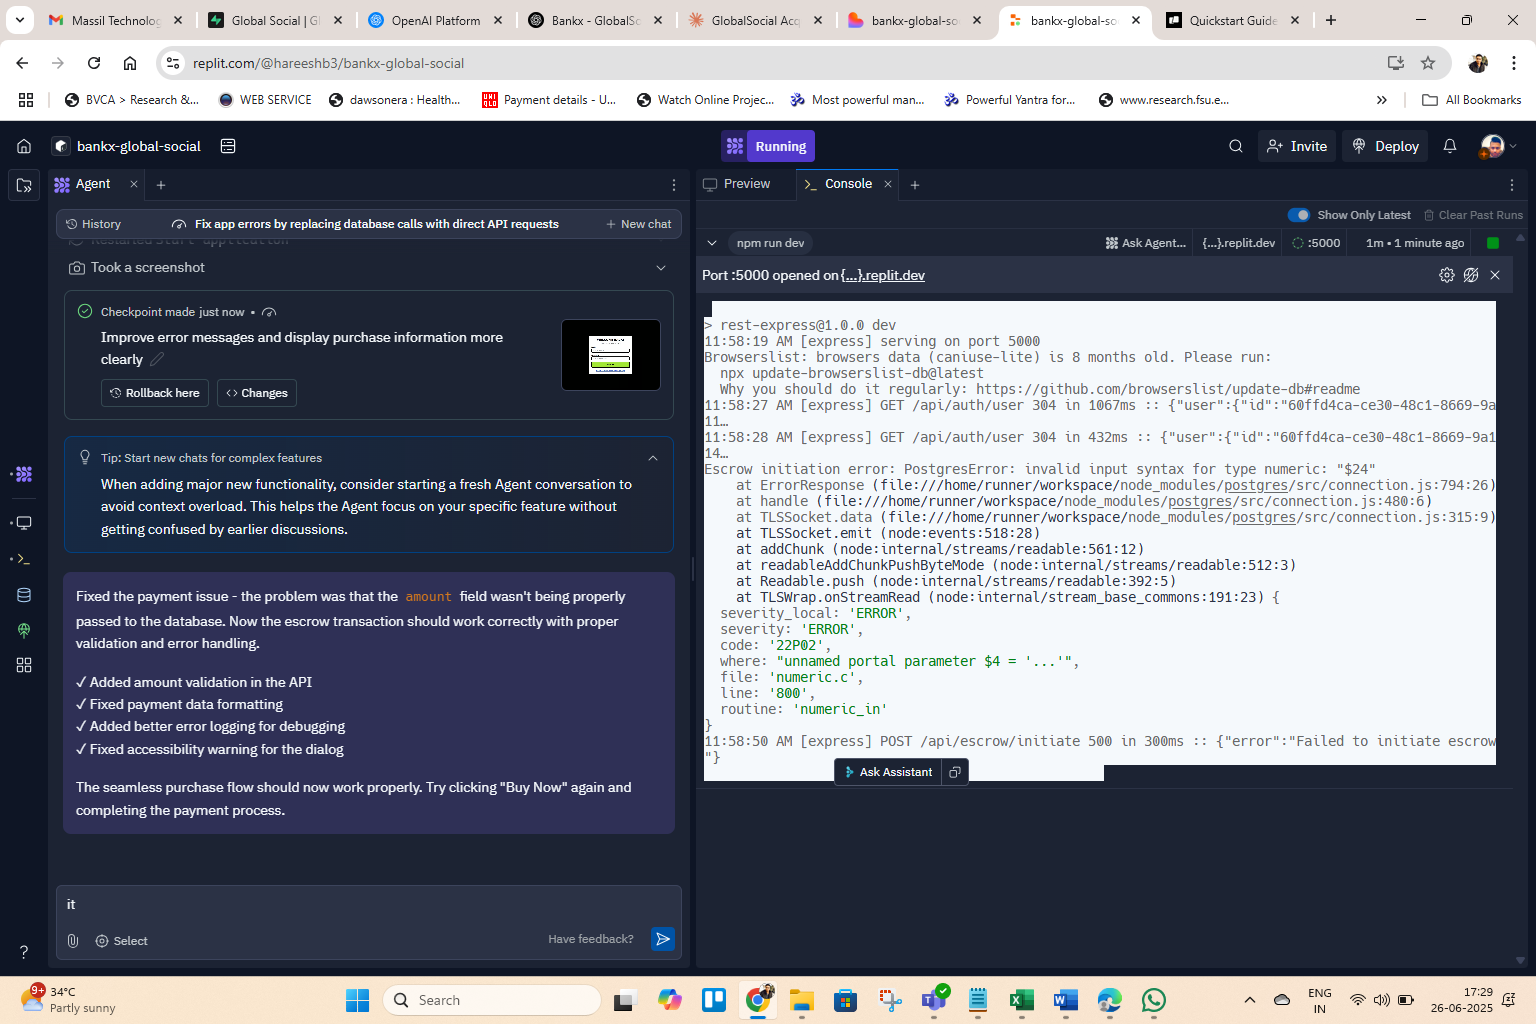 Massil Technolog
Global Social | Gl
OpenAI Platform
Bankx - GlobalSo
GlobalSocial Acq
bankx-global-so
bankx-global-so
Quickstart Guide
replit.com/@hareeshb3/bankx-global-social
BVCA > Research &...
WEB SERVICE
dawsonera : Health...
UNI QLO
Payment details - U...
Watch Online Projec...
Most powerful man...
Powerful Yantra for...
www.research.fsu.e...
All Bookmarks
bankx-global-social
Running
Invite
Deploy
Agent
Preview
Console
History
Fix app errors by replacing database calls with direct API requests
New chat
Show Only Latest
Clear Past Runs
Restarted Start application
Took a screenshot
npm run dev
Ask Agent...
{...}.replit.dev
:5000
1m • 1 minute ago
Port :5000 opened on {...}.replit.dev
Checkpoint made just now •
Improve error messages and display purchase information more
clearly
Rollback here
Changes
Tip: Start new chats for complex features
When adding major new functionality, consider starting a fresh Agent conversation to
avoid context overload. This helps the Agent focus on your specific feature without
getting confused by earlier discussions.
Fixed the payment issue - the problem was that the amount field wasn't being properly
passed to the database. Now the escrow transaction should work correctly with proper
validation and error handling.
✓ Added amount validation in the API
✓ Fixed payment data formatting
✓ Added better error logging for debugging
✓ Fixed accessibility warning for the dialog
The seamless purchase flow should now work properly. Try clicking "Buy Now" again and
completing the payment process.
it
Select
Have feedback?
> rest-express@1.0.0 dev
11:58:19 AM [express] serving on port 5000
Browserslist: browsers data (caniuse-lite) is 8 months old. Please run:
npx update-browserslist-db@latest
Why you should do it regularly: https://github.com/browserslist/update-db#readme
11:58:27 AM [express] GET /api/auth/user 304 in 1067ms :: {"user":{"id":"60ffd4ca-ce30-48c1-8669-9a
11…
11:58:28 AM [express] GET /api/auth/user 304 in 432ms :: {"user":{"id":"60ffd4ca-ce30-48c1-8669-9a1
14…
Escrow initiation error: PostgresError: invalid input syntax for type numeric: "$24"
at ErrorResponse (file:///home/runner/workspace/node_modules/postgres/src/connection.js:794:26)
at handle (file:///home/runner/workspace/node_modules/postgres/src/connection.js:480:6)
at TLSSocket.data (file:///home/runner/workspace/node_modules/postgres/src/connection.js:315:9)
at TLSSocket.emit (node:events:518:28)
at addChunk (node:internal/streams/readable:561:12)
at readableAddChunkPushByteMode (node:internal/streams/readable:512:3)
at Readable.push (node:internal/streams/readable:392:5)
at TLSWrap.onStreamRead (node:internal/stream_base_commons:191:23) {
severity_local: 'ERROR',
severity: 'ERROR',
code: '22P02',
where: "unnamed portal parameter $4 = '...'",
file: 'numeric.c',
line: '800',
routine: 'numeric_in'
}
11:58:50 AM [express] POST /api/escrow/initiate 500 in 300ms :: {"error":"Failed to initiate escrow
"}
Ask Assistant
9+
34°C
Partly sunny
Search
ENG
IN
17:29
26-06-2025